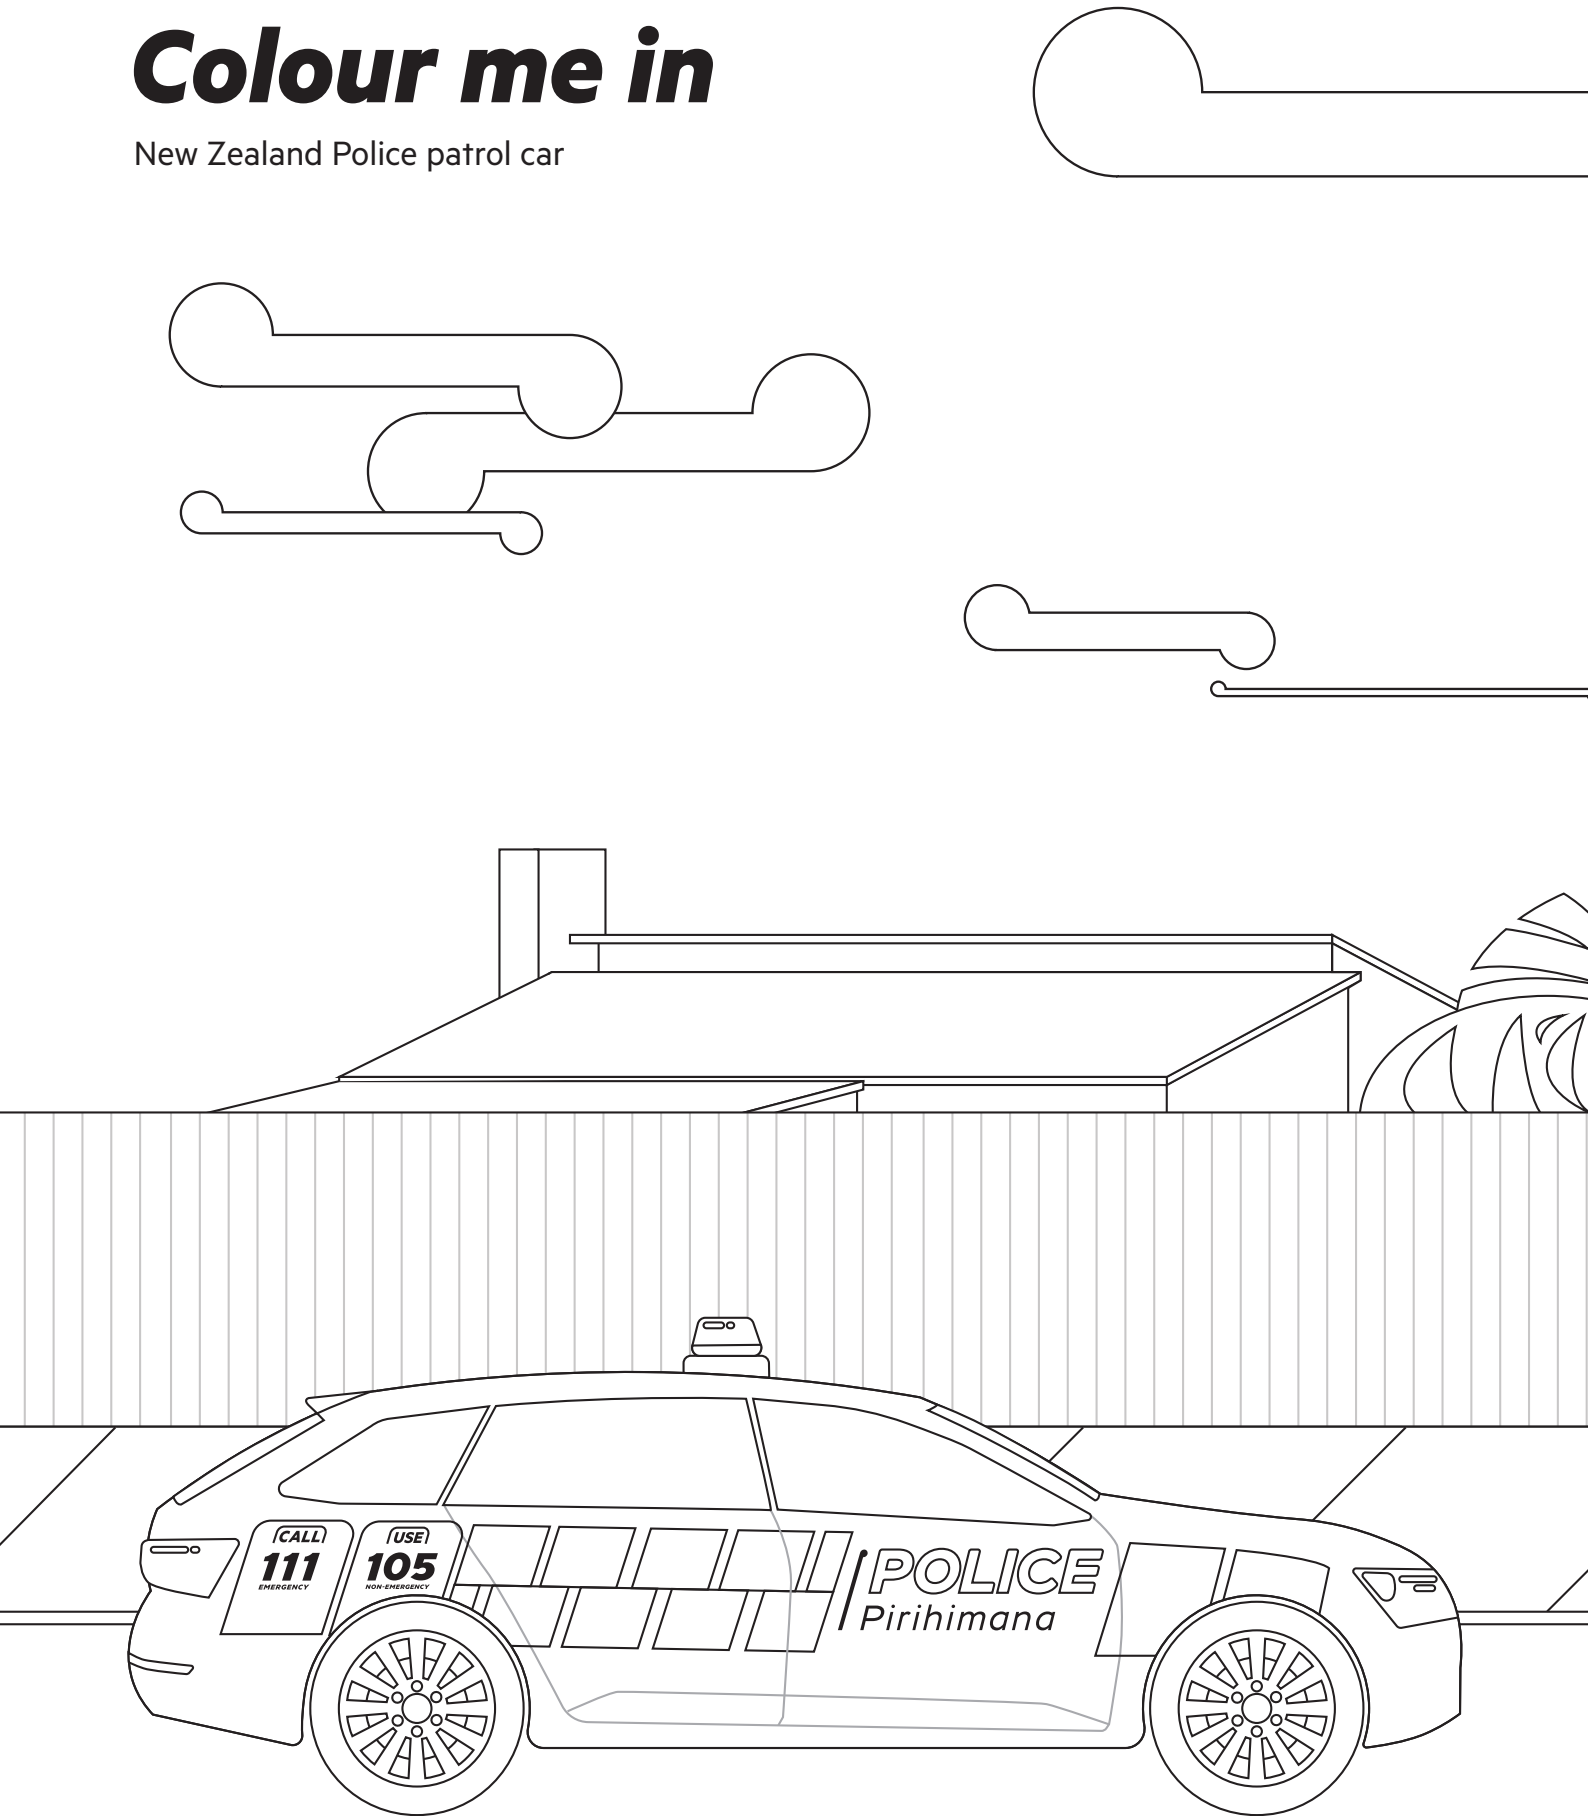 Colour me in
New Zealand Police patrol car
CALL
111
EMERGENCY
USE
105
NON-EMERGENCY
POLICE
Pirihimana